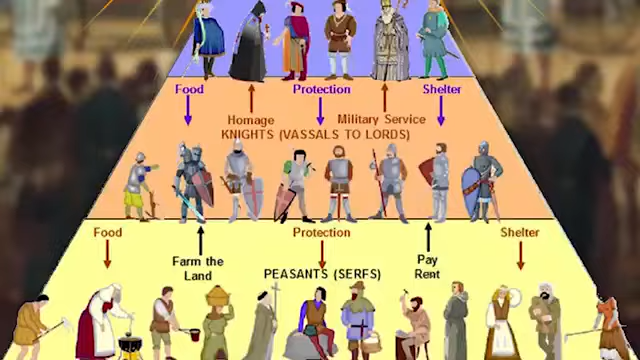 Food
Protection
Shelter
Homage
Military Service
KNIGHTS (VASSALS TO LORDS)
Food
Protection
Shelter
Farm the
Land
Pay
Rent
PEASANTS (SERFS)